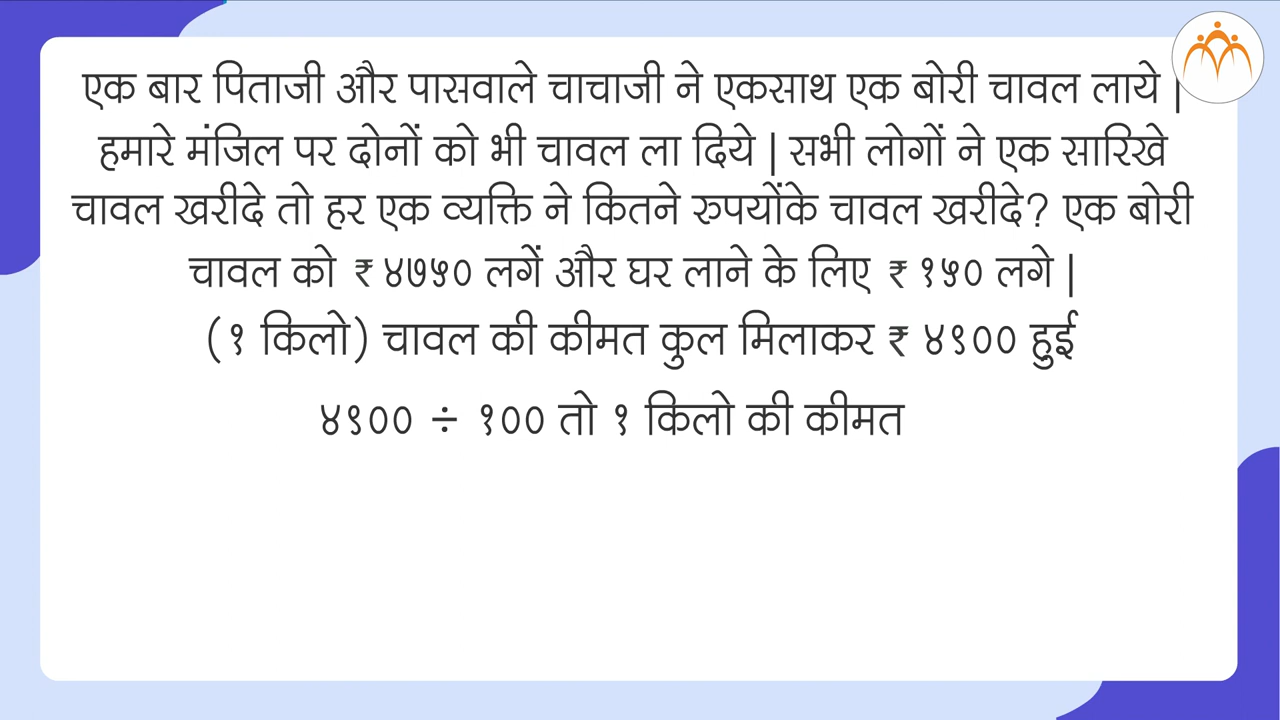 एक बार पिताजी और पासवाले चाचाजी ने एकसाथ एक बोरी चावल लाये |
हमारे मंजिल पर दोनों को भी चावल ला दिये | सभी लोगों ने एक सारिखे
चावल खरीदे तो हर एक व्यक्ति ने कितने रुपयोंके चावल खरीदे? एक बोरी
चावल को ₹ ४७५० लगें और घर लाने के लिए ₹ १५० लगे |
(१ किलो) चावल की कीमत कुल मिलाकर ₹ ४९०० हुई
४९०० ÷ १०० तो १ किलो की कीमत